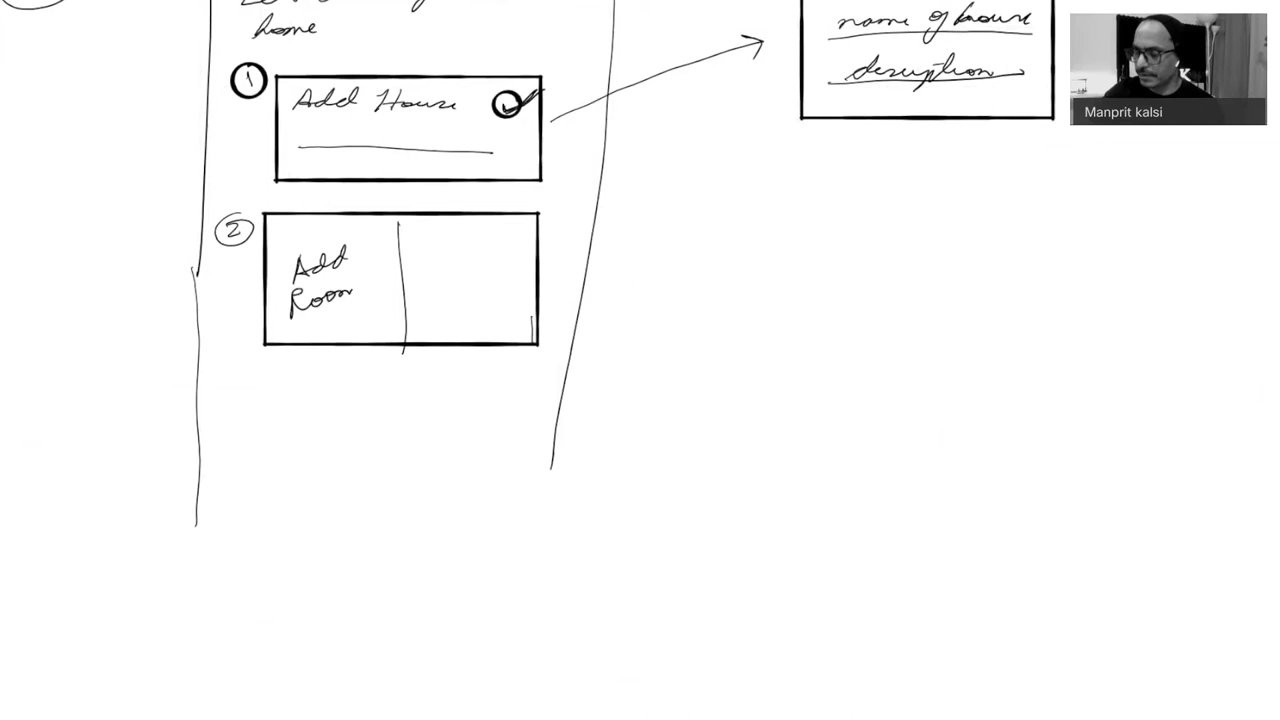 home
1
Add House
2
Add
Room
name of house
description
K
Manprit kalsi